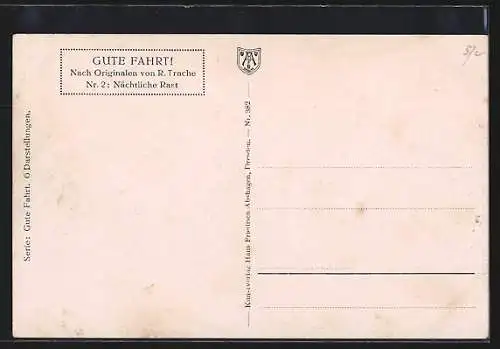 GUTE FAHRT!
Nach Originalen von R. Trache
Nr. 2: Nächtliche Rast
Serie: Gute Fahrt. 6 Darstellungen.
Kunstverlag Hans Friedrich Abshagen, Dresden. — Nr. 382
5/2